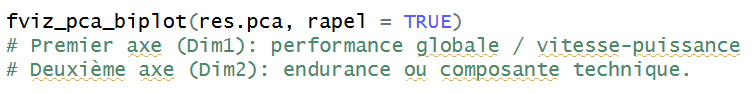 fviz_pca_biplot(res.pca, rapel = TRUE)
# Premier axe (Dim1): performance globale / vitesse-puissance
# Deuxième axe (Dim2): endurance ou composante technique.